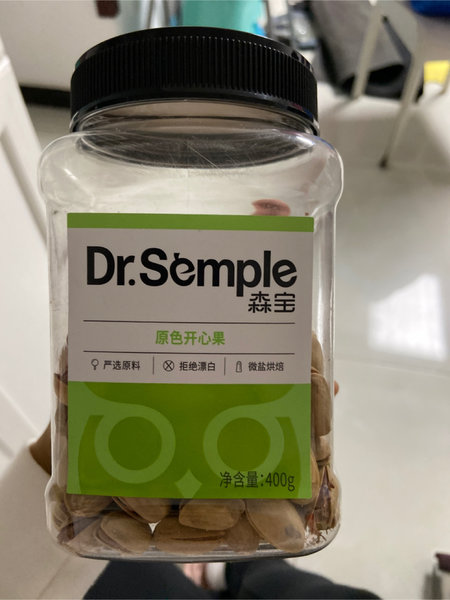 Dr.Semple
森宝
原色开心果
严选原料 拒绝漂白 微盐烘焙
净含量:400g